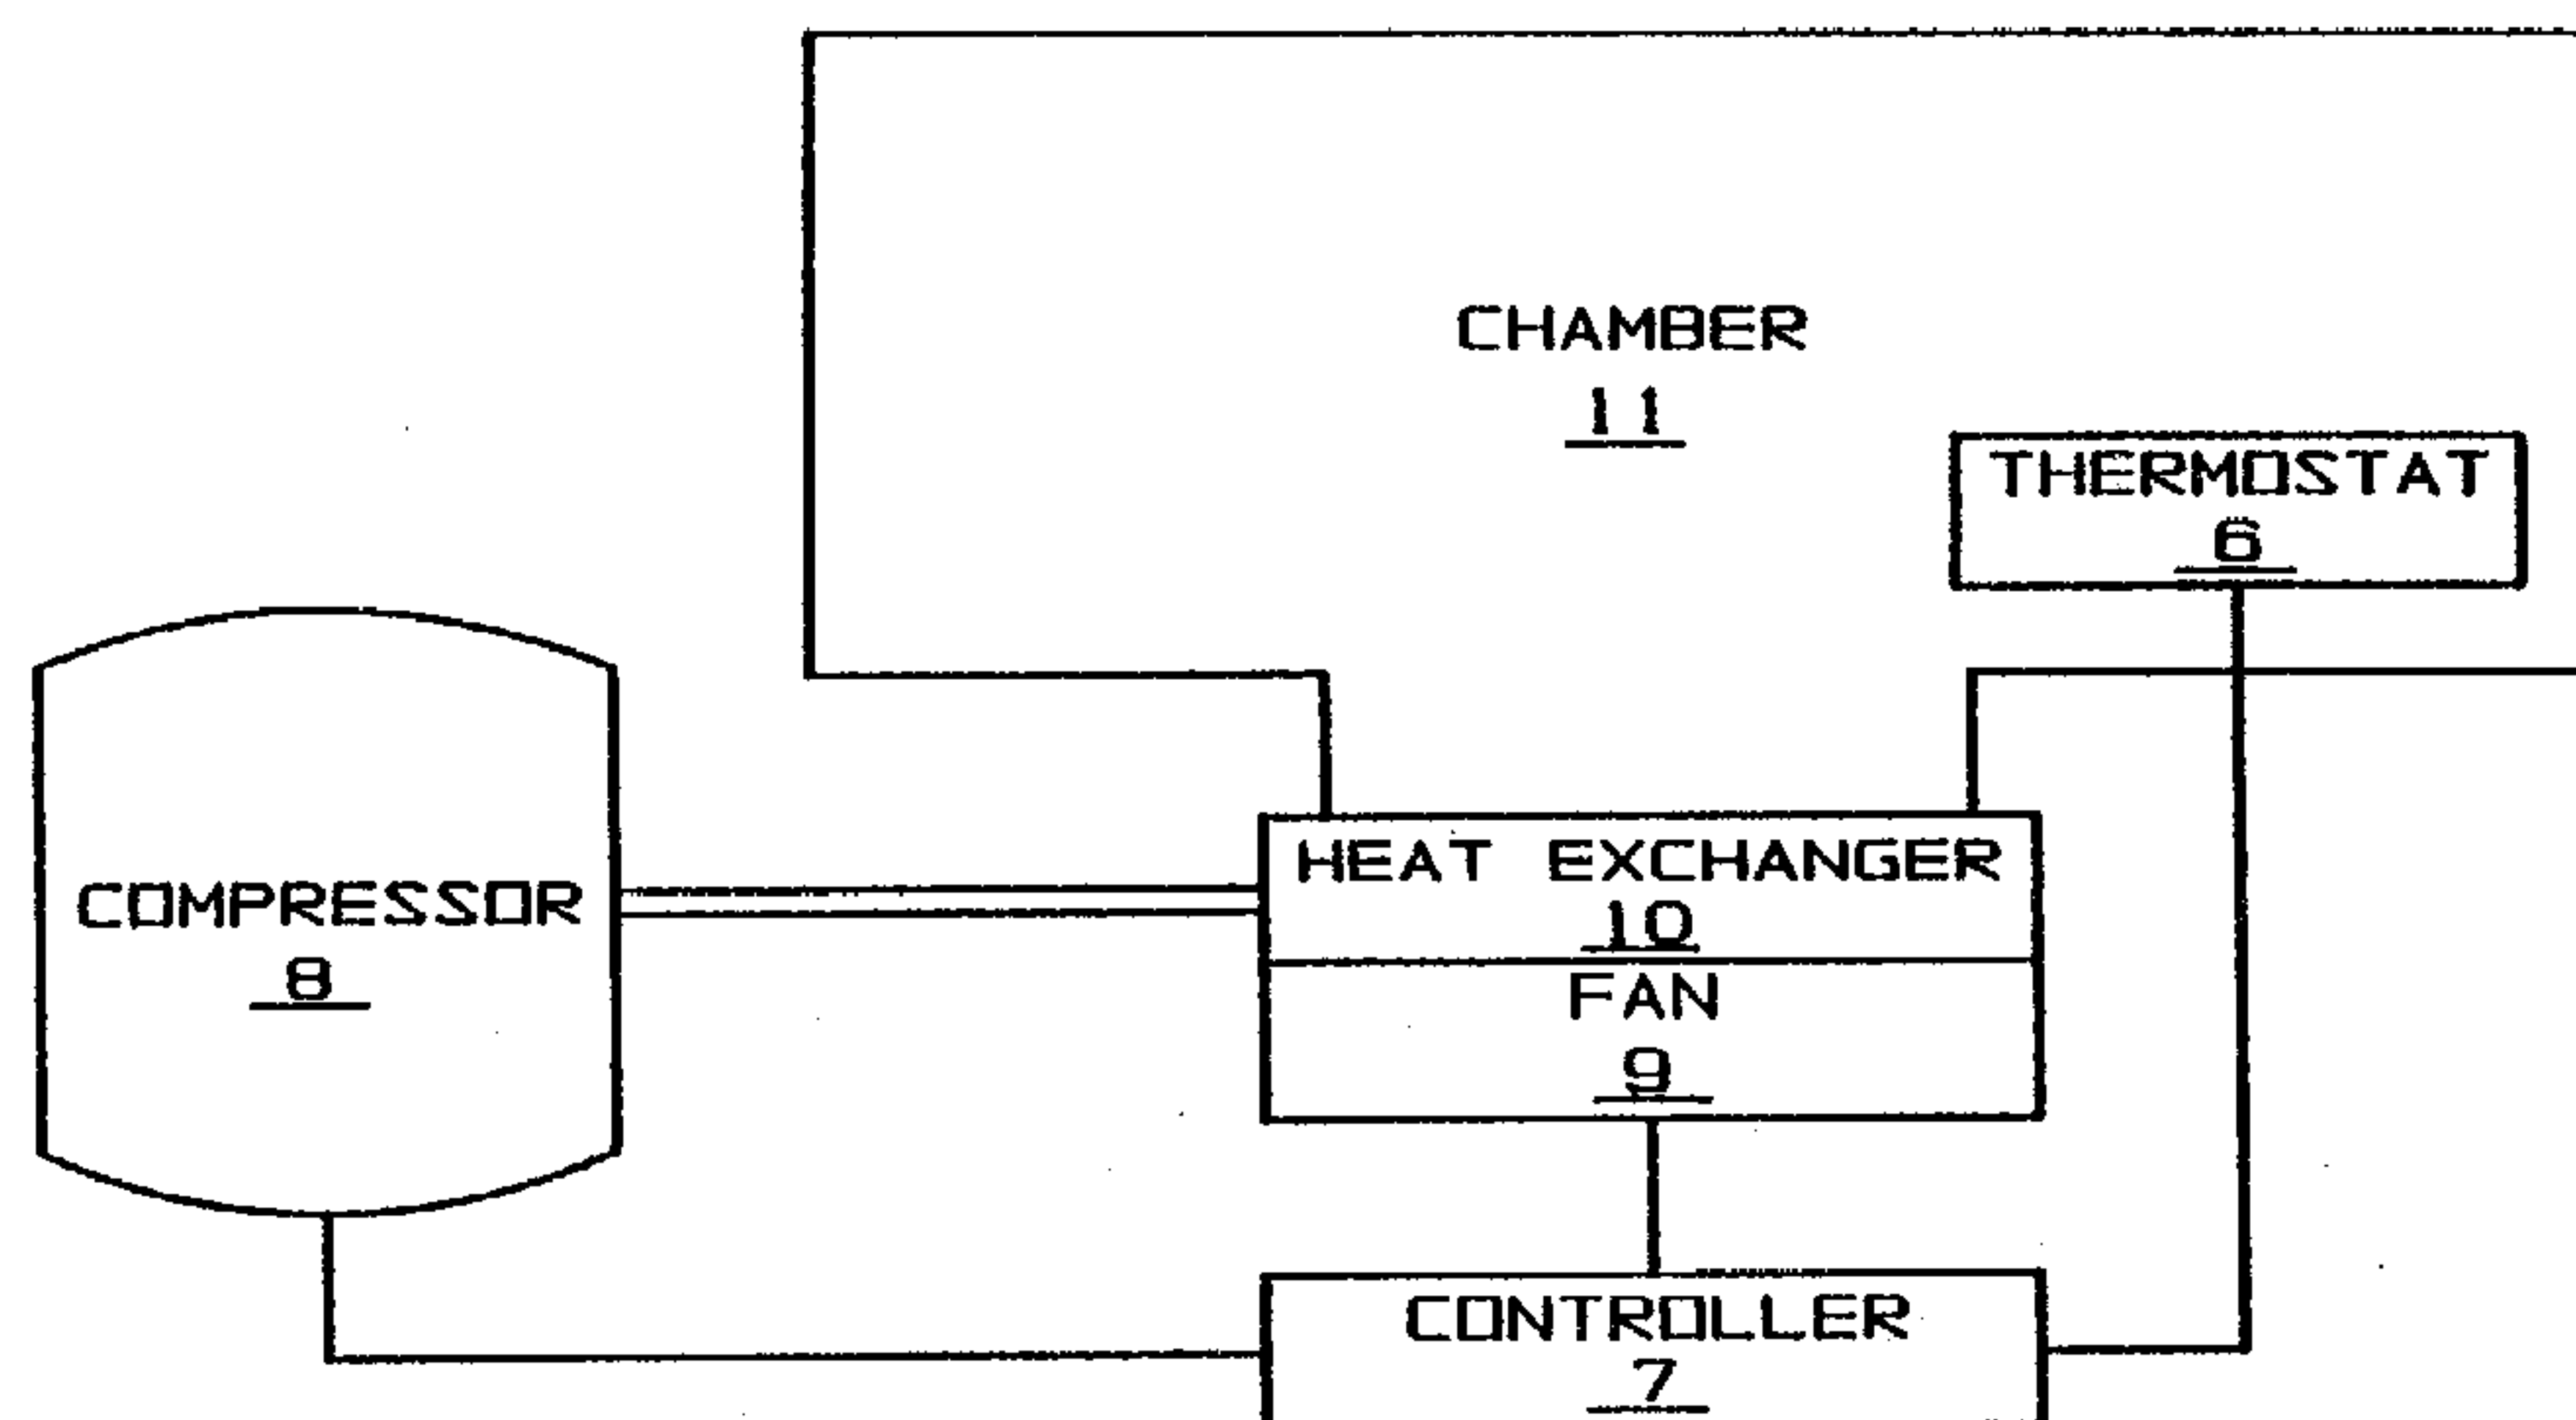 CHAMBER
11
THERMOSTAT
6
COMPRESSOR
8
HEAT EXCHANGER
10
FAN
9
CONTROLLER
7